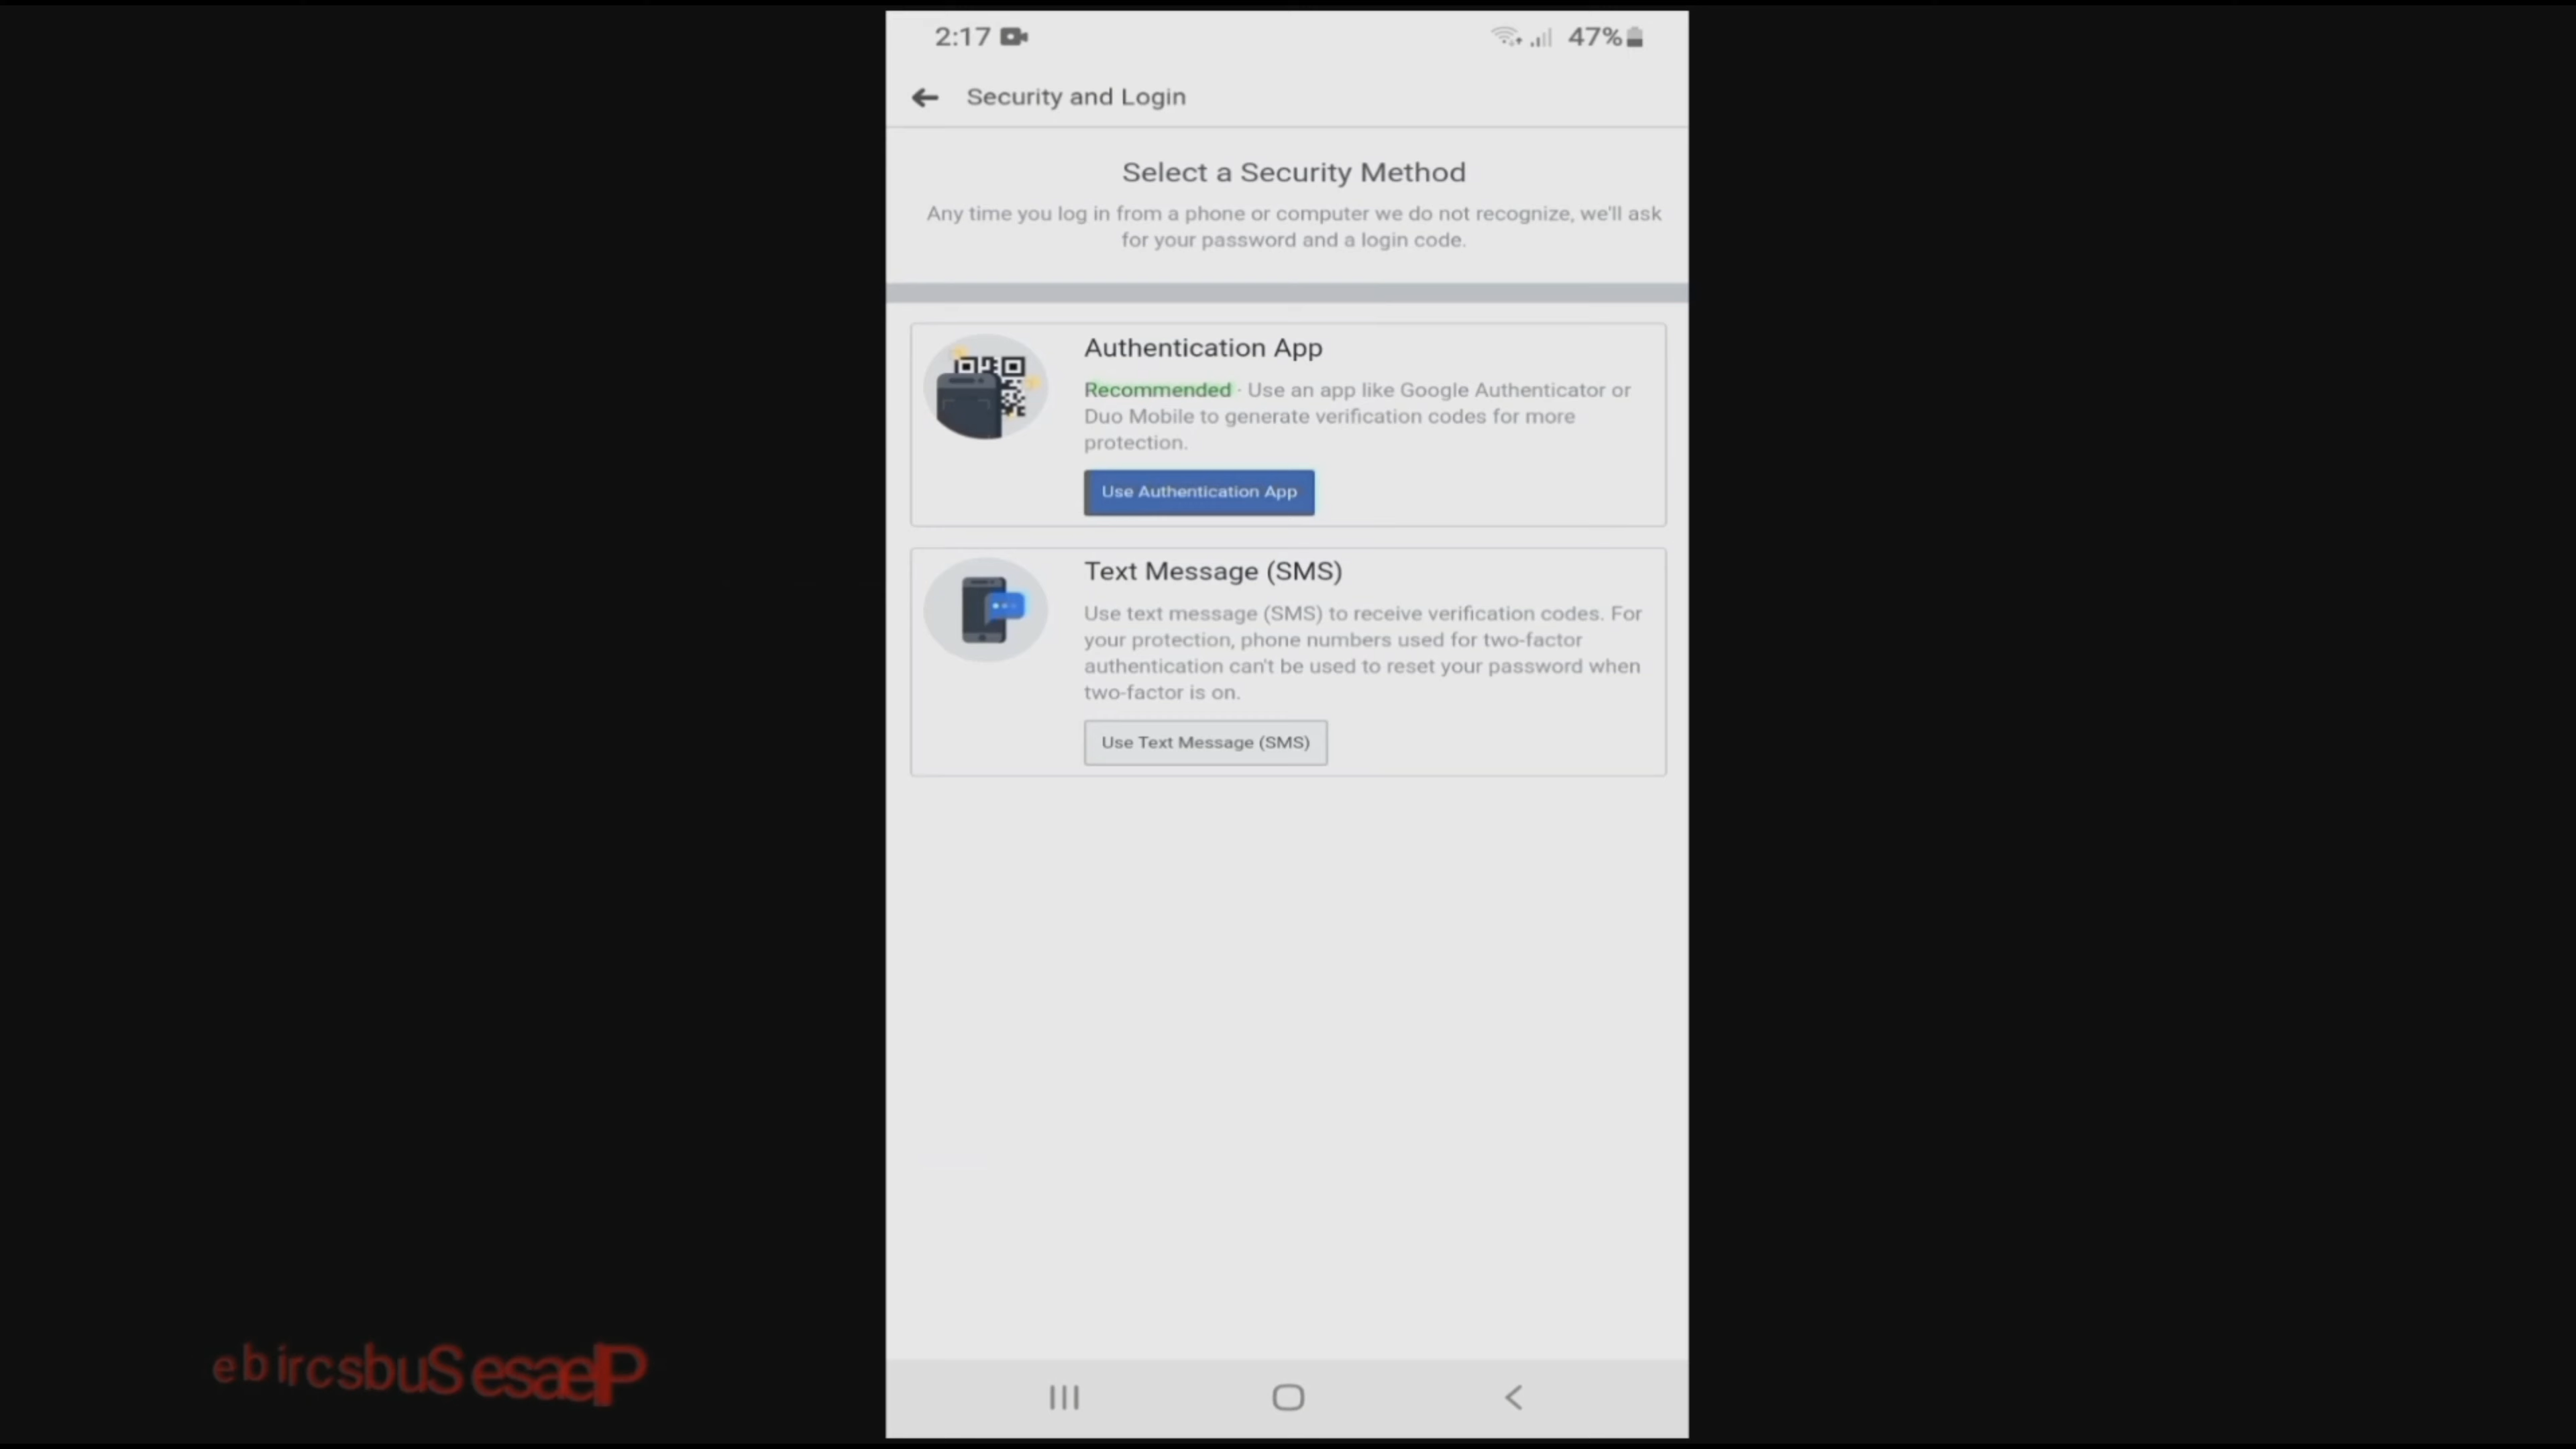 2:17
47%
Security and Login
Select a Security Method
Any time you log in from a phone or computer we do not recognize, we'll ask
for your password and a login code.
Authentication App
Recommended · Use an app like Google Authenticator or
Duo Mobile to generate verification codes for more
protection.
Use Authentication App
Text Message (SMS)
Use text message (SMS) to receive verification codes. For
your protection, phone numbers used for two-factor
authentication can't be used to reset your password when
two-factor is on.
Use Text Message (SMS)
ebircsbuS esaelP